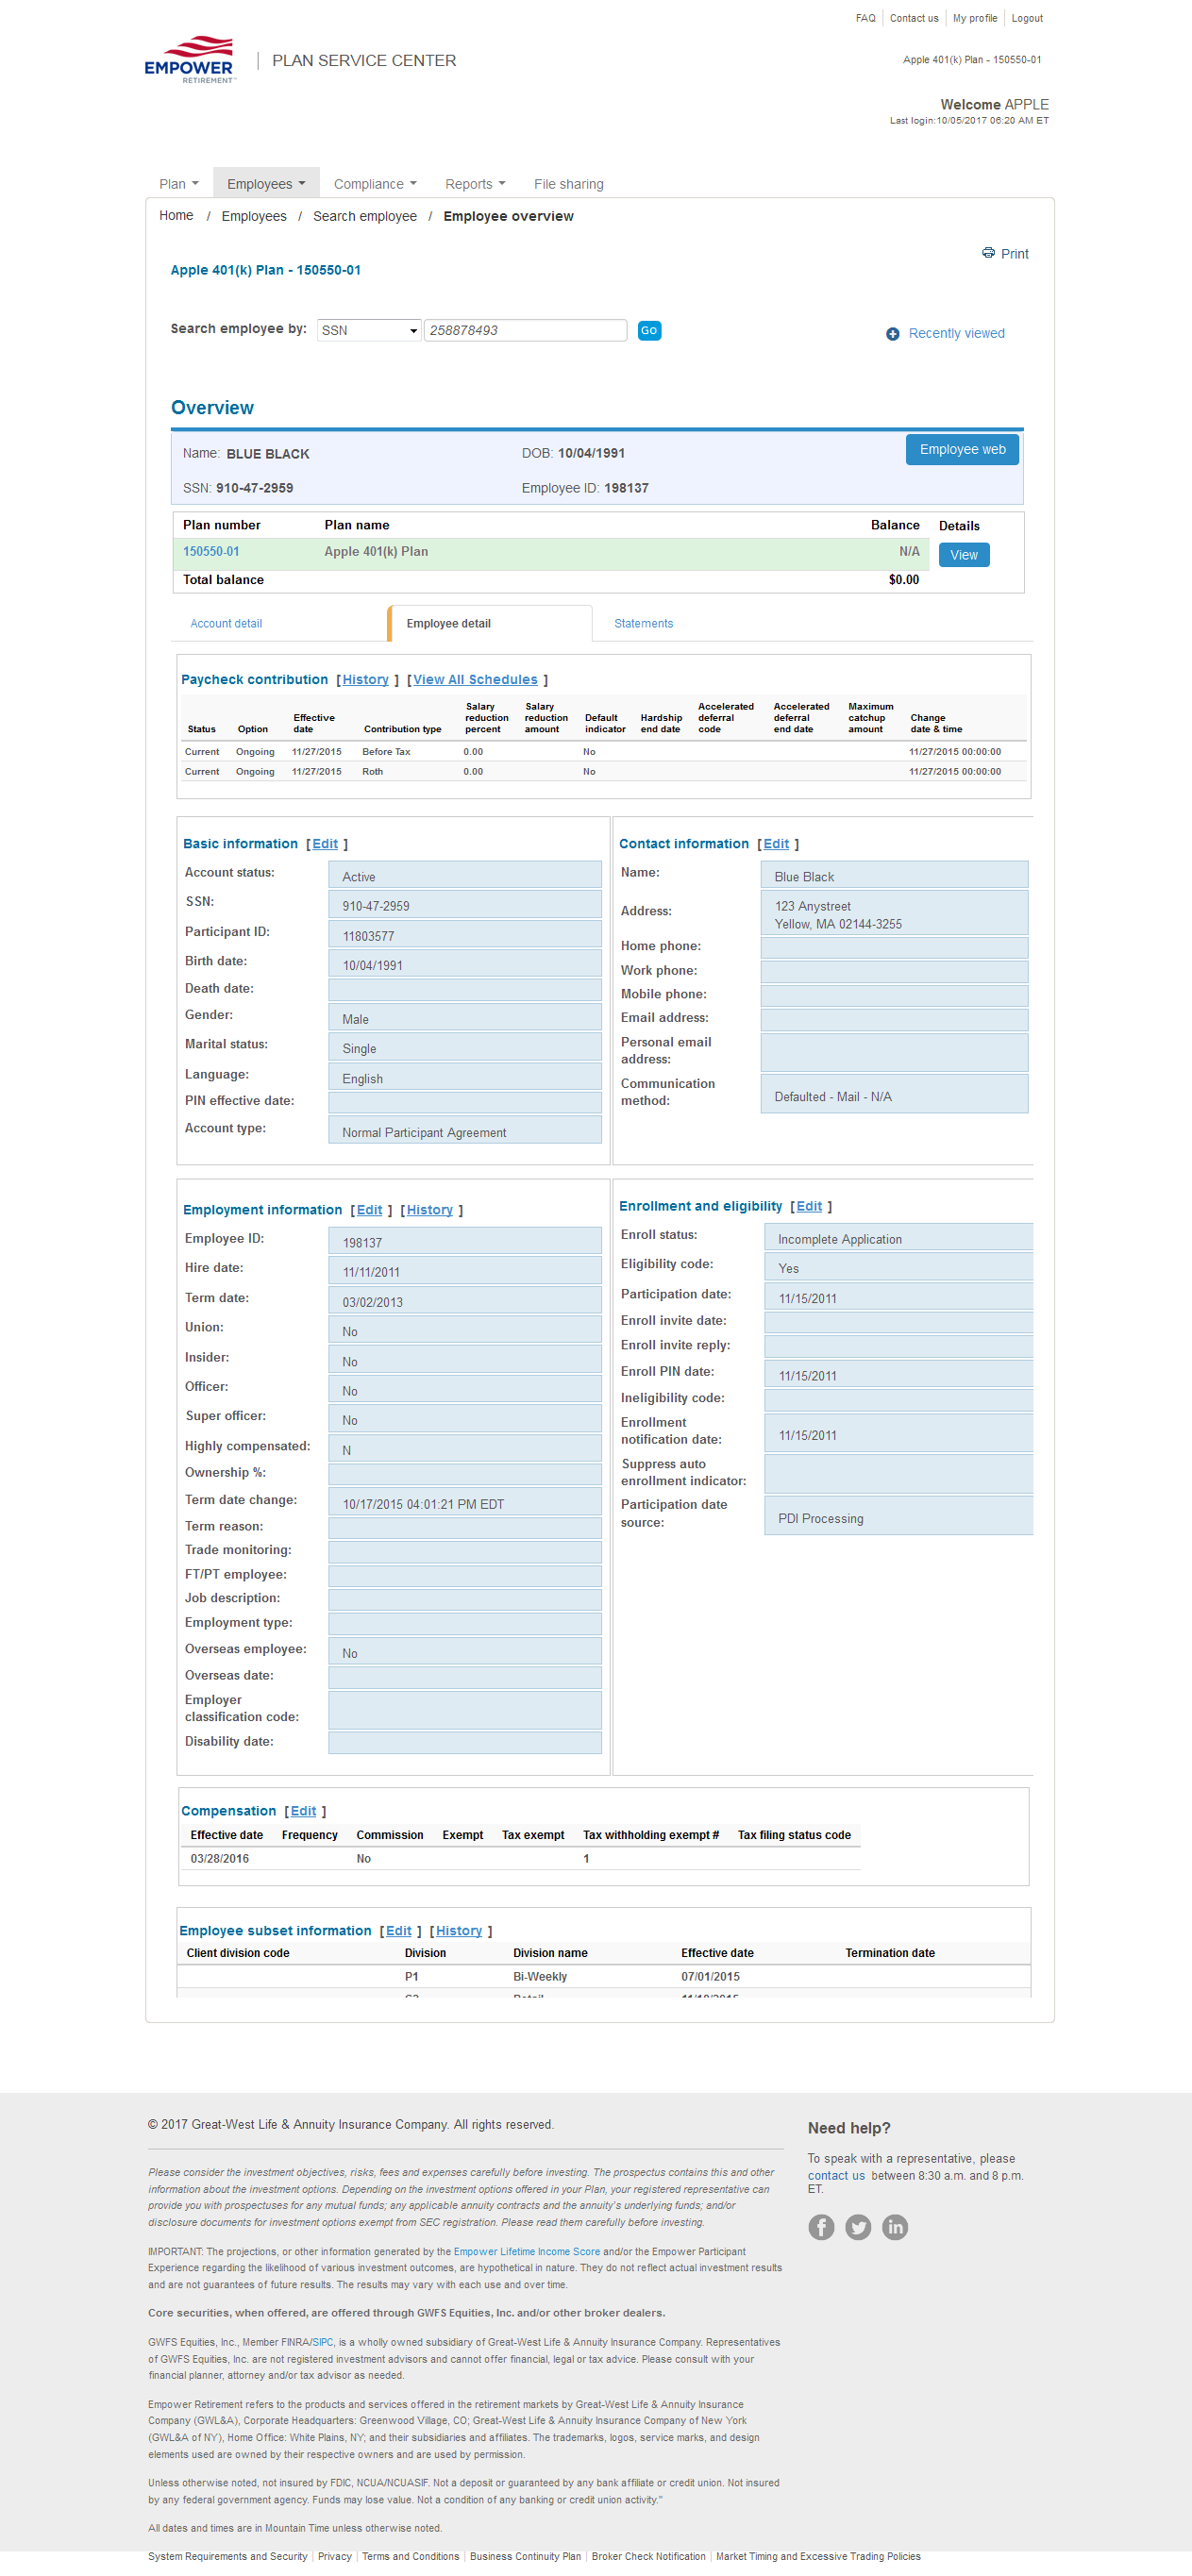 FAQ Contact us My profile Logout
EMPOWER
RETIREMENT
PLAN SERVICE CENTER
Apple 401(k) Plan - 150550-01
Welcome APPLE
Last login:10/05/2017 06:20 AM ET
Plan Employees Compliance Reports File sharing
Home / Employees / Search employee / Employee overview
Print
Apple 401(k) Plan - 150550-01
Search employee by: SSN 258878493 GO
Recently viewed
Overview
Name: BLUE BLACK DOB: 10/04/1991 Employee web
SSN: 910-47-2959 Employee ID: 198137
Plan number Plan name Balance Details
150550-01 Apple 401(k) Plan N/A View
Total balance $0.00
Account detail Employee detail Statements
Paycheck contribution [History ] [View All Schedules ]
Status Option Effective date Contribution type Salary reduction percent Salary reduction amount Default indicator Hardship end date Accelerated deferral code Accelerated deferral end date Maximum catchup amount Change date & time
Current Ongoing 11/27/2015 Before Tax 0.00 No 11/27/2015 00:00:00
Current Ongoing 11/27/2015 Roth 0.00 No 11/27/2015 00:00:00
Basic information [Edit ]
Account status: Active
SSN: 910-47-2959
Participant ID: 11803577
Birth date: 10/04/1991
Death date:
Gender: Male
Marital status: Single
Language: English
PIN effective date:
Account type: Normal Participant Agreement
Contact information [Edit ]
Name: Blue Black
Address: 123 Anystreet
Yellow, MA 02144-3255
Home phone:
Work phone:
Mobile phone:
Email address:
Personal email
address:
Communication
method: Defaulted - Mail - N/A
Employment information [Edit ] [History ]
Employee ID: 198137
Hire date: 11/11/2011
Term date: 03/02/2013
Union: No
Insider: No
Officer: No
Super officer: No
Highly compensated: N
Ownership %:
Term date change: 10/17/2015 04:01:21 PM EDT
Term reason:
Trade monitoring:
FT/PT employee:
Job description:
Employment type:
Overseas employee: No
Overseas date:
Employer
classification code:
Disability date:
Enrollment and eligibility [Edit ]
Enroll status: Incomplete Application
Eligibility code: Yes
Participation date: 11/15/2011
Enroll invite date:
Enroll invite reply:
Enroll PIN date: 11/15/2011
Ineligibility code:
Enrollment
notification date: 11/15/2011
Suppress auto
enrollment indicator:
Participation date
source: PDI Processing
Compensation [Edit ]
Effective date Frequency Commission Exempt Tax exempt Tax withholding exempt # Tax filing status code
03/28/2016 No 1
Employee subset information [Edit ] [History ]
Client division code Division Division name Effective date Termination date
P1 Bi-Weekly 07/01/2015
© 2017 Great-West Life & Annuity Insurance Company. All rights reserved.
Please consider the investment objectives, risks, fees and expenses carefully before investing. The prospectus contains this and other
information about the investment options. Depending on the investment options offered in your Plan, your registered representative can
provide you with prospectuses for any mutual funds; any applicable annuity contracts and the annuity's underlying funds; and/or
disclosure documents for investment options exempt from SEC registration. Please read them carefully before investing.
IMPORTANT: The projections, or other information generated by the Empower Lifetime Income Score and/or the Empower Participant
Experience regarding the likelihood of various investment outcomes, are hypothetical in nature. They do not reflect actual investment results
and are not guarantees of future results. The results may vary with each use and over time.
Core securities, when offered, are offered through GWFS Equities, Inc. and/or other broker dealers.
GWFS Equities, Inc., Member FINRA/SIPC, is a wholly owned subsidiary of Great-West Life & Annuity Insurance Company. Representatives
of GWFS Equities, Inc. are not registered investment advisors and cannot offer financial, legal or tax advice. Please consult with your
financial planner, attorney and/or tax advisor as needed.
Empower Retirement refers to the products and services offered in the retirement markets by Great-West Life & Annuity Insurance
Company (GWL&A), Corporate Headquarters: Greenwood Village, CO; Great-West Life & Annuity Insurance Company of New York
(GWL&A of NY), Home Office: White Plains, NY; and their subsidiaries and affiliates. The trademarks, logos, service marks, and design
elements used are owned by their respective owners and are used by permission.
Unless otherwise noted, not insured by FDIC, NCUA/NCUASIF. Not a deposit or guaranteed by any bank affiliate or credit union. Not insured
by any federal government agency. Funds may lose value. Not a condition of any banking or credit union activity."
All dates and times are in Mountain Time unless otherwise noted.
System Requirements and Security Privacy Terms and Conditions Business Continuity Plan Broker Check Notification Market Timing and Excessive Trading Policies
Need help?
To speak with a representative, please
contact us between 8:30 a.m. and 8 p.m.
ET.